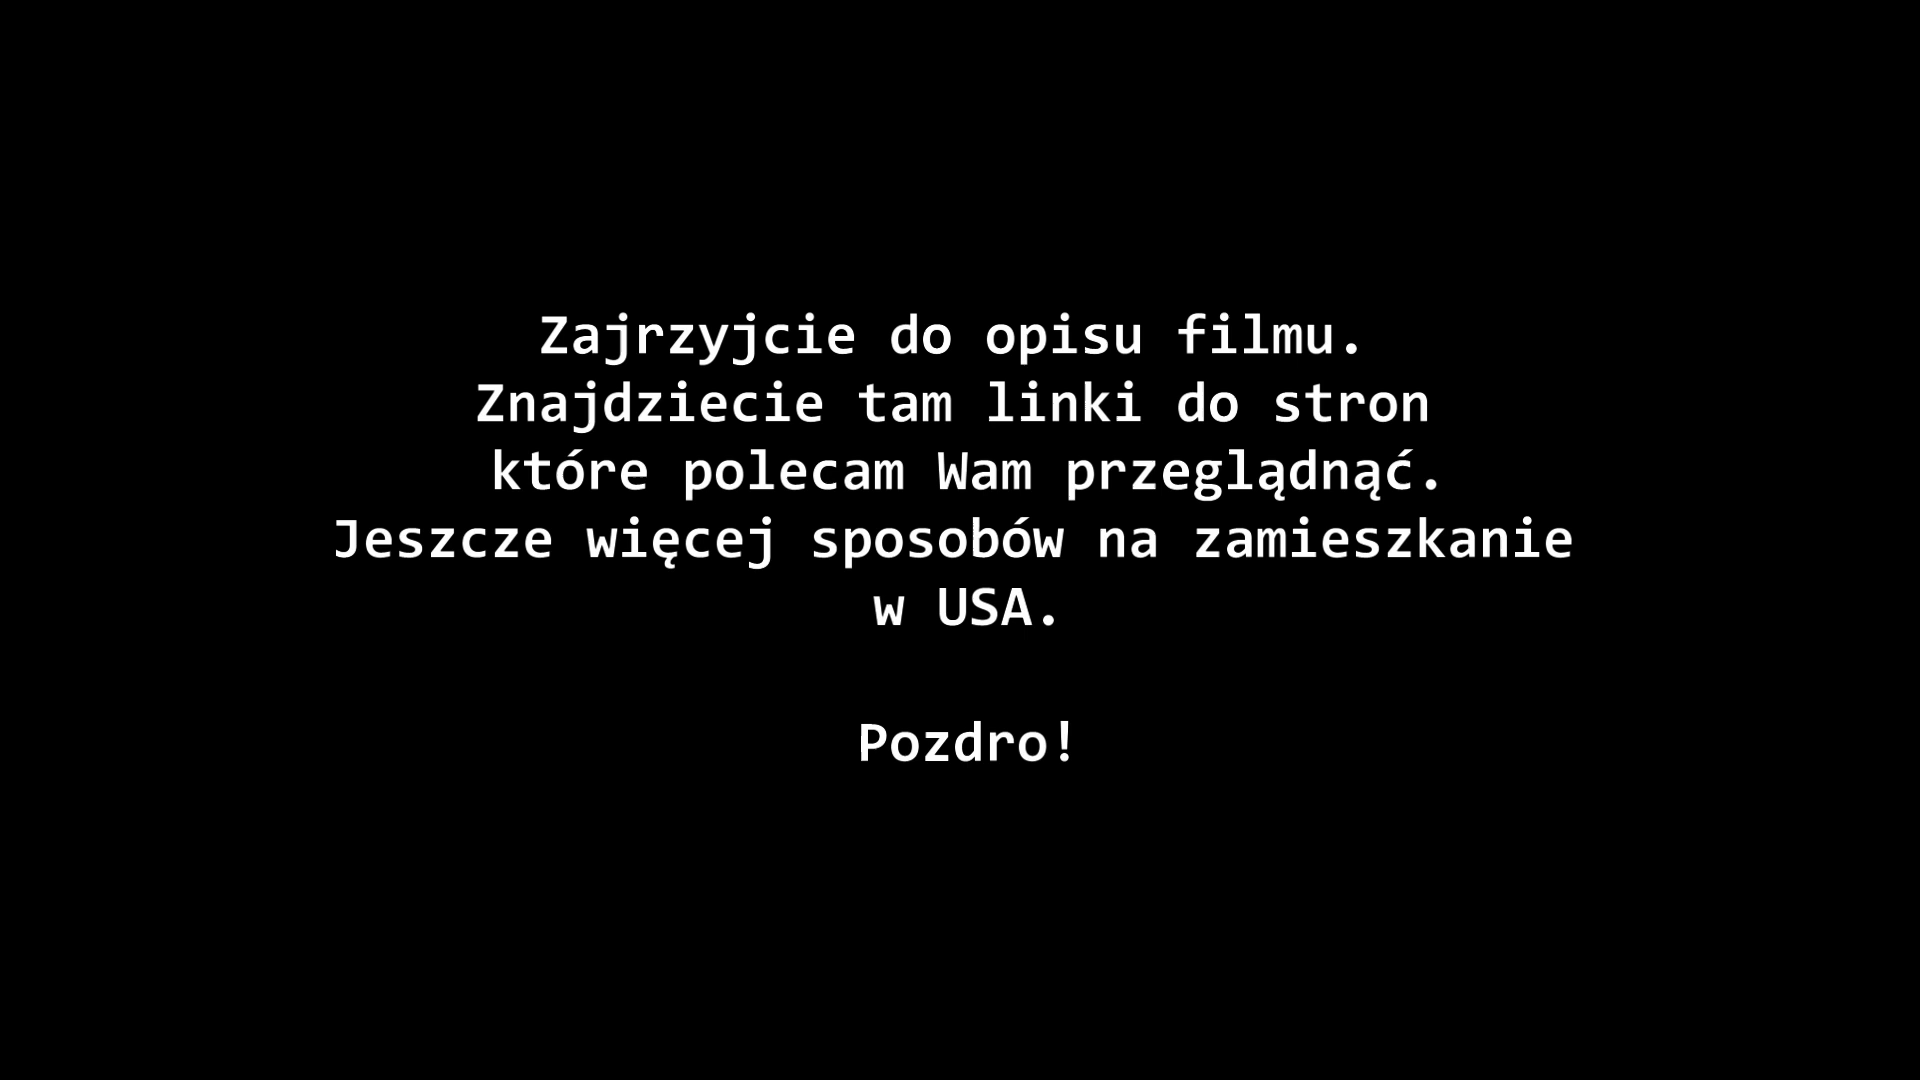 Zajrzyjcie do opisu filmu.
Znajdziecie tam linki do stron
które polecam Wam przeglądnąć.
Jeszcze więcej sposobów na zamieszkanie
w USA.
Pozdro!